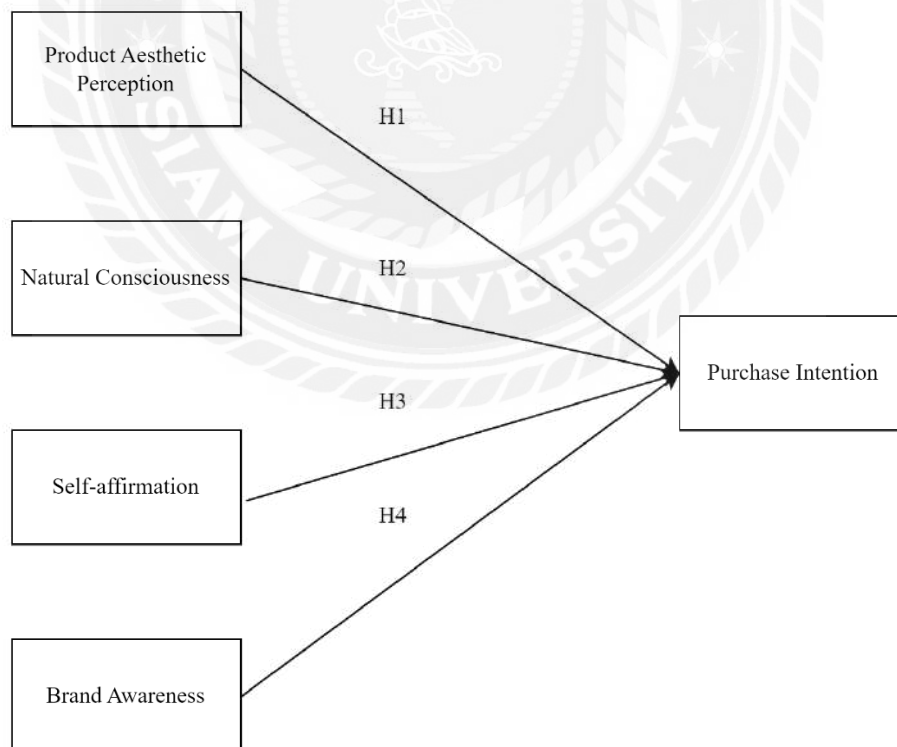 Product Aesthetic
Perception
H1
SIAM UNIVERSITY
Natural Consciousness
H2
Purchase Intention
H3
Self-affirmation
H4
Brand Awareness